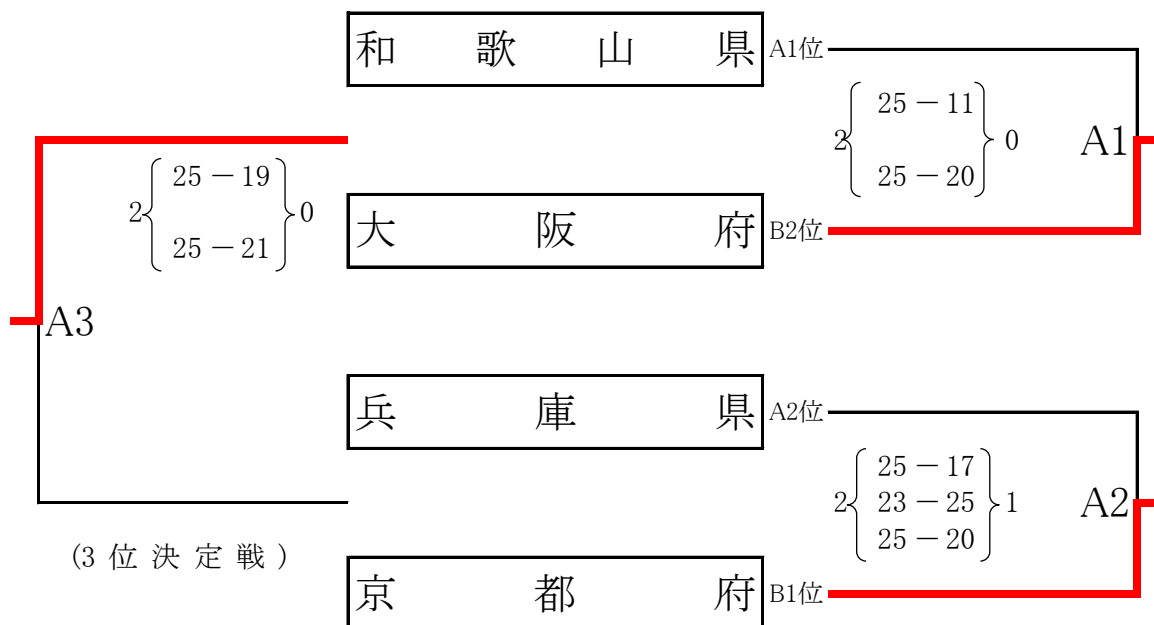 和歌山県 A1位
25－11
2 0 A1
25－20
25－19
2 0
25－21
大阪府 B2位
A3
兵庫県 A2位
25－17
2 23－25 1 A2
25－20
(3位決定戦)
京都府 B1位